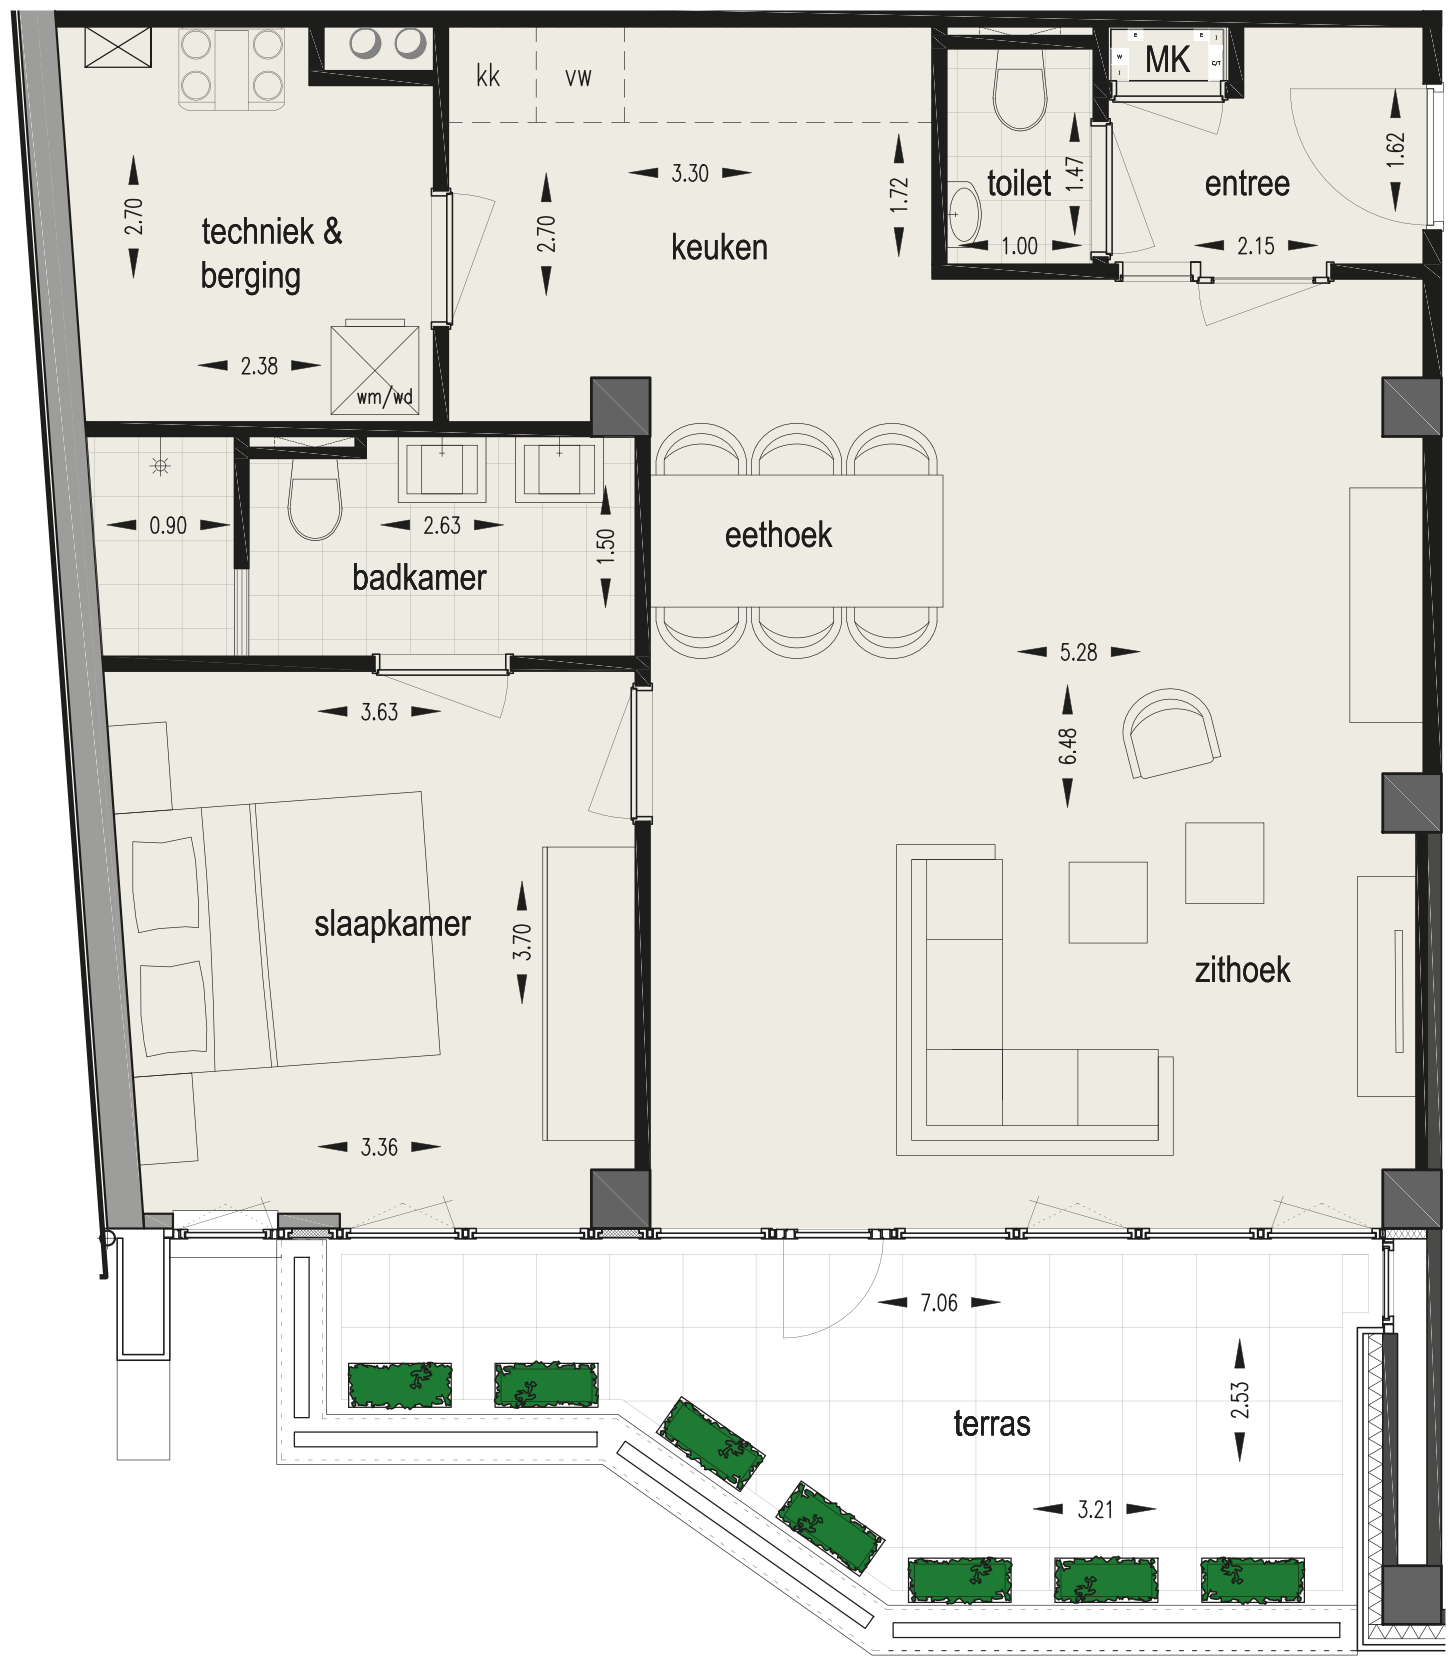 kk
vw
MK
E
E
I
W
I
C/T
3.30
1.47
1.62
2.70
toilet
entree
techniek &
2.70
1.72
keuken
1.00
2.15
berging
2.38
wm/wd
0.90
2.63
1.50
eethoek
badkamer
5.28
3.63
6.48
slaapkamer
3.70
zithoek
3.36
7.06
2.53
terras
3.21